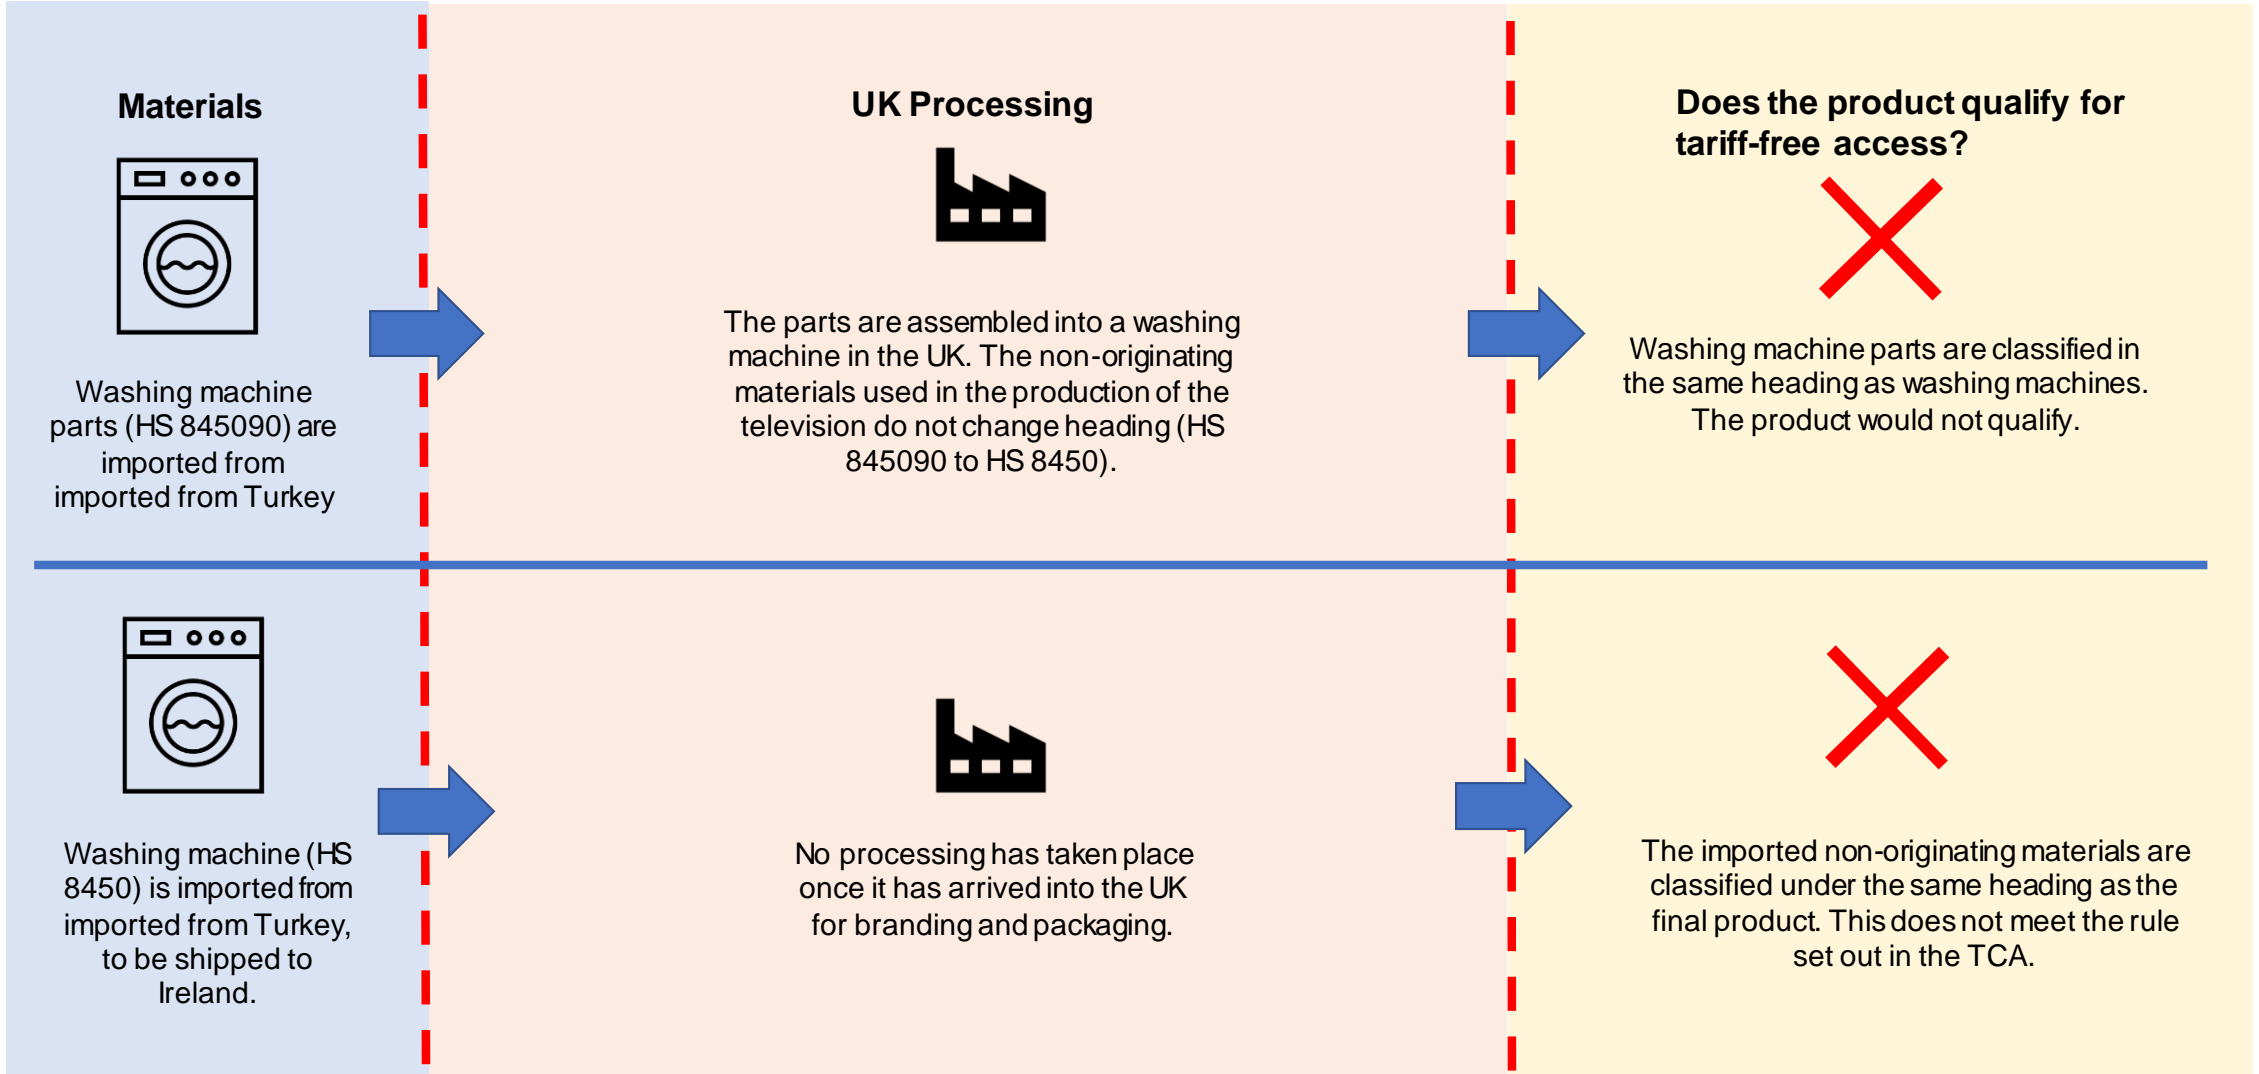 Materials
UK Processing
Does the product qualify for
tariff-free access?
Washing machine
parts (HS 845090) are
imported from
imported from Turkey
The parts are assembled into a washing
machine in the UK. The non-originating
materials used in the production of the
television do not change heading (HS
845090 to HS 8450).
Washing machine parts are classified in
the same heading as washing machines.
The product would not qualify.
Washing machine (HS
8450) is imported from
imported from Turkey,
to be shipped to
Ireland.
No processing has taken place
once it has arrived into the UK
for branding and packaging.
The imported non-originating materials are
classified under the same heading as the
final product. This does not meet the rule
set out in the TCA.